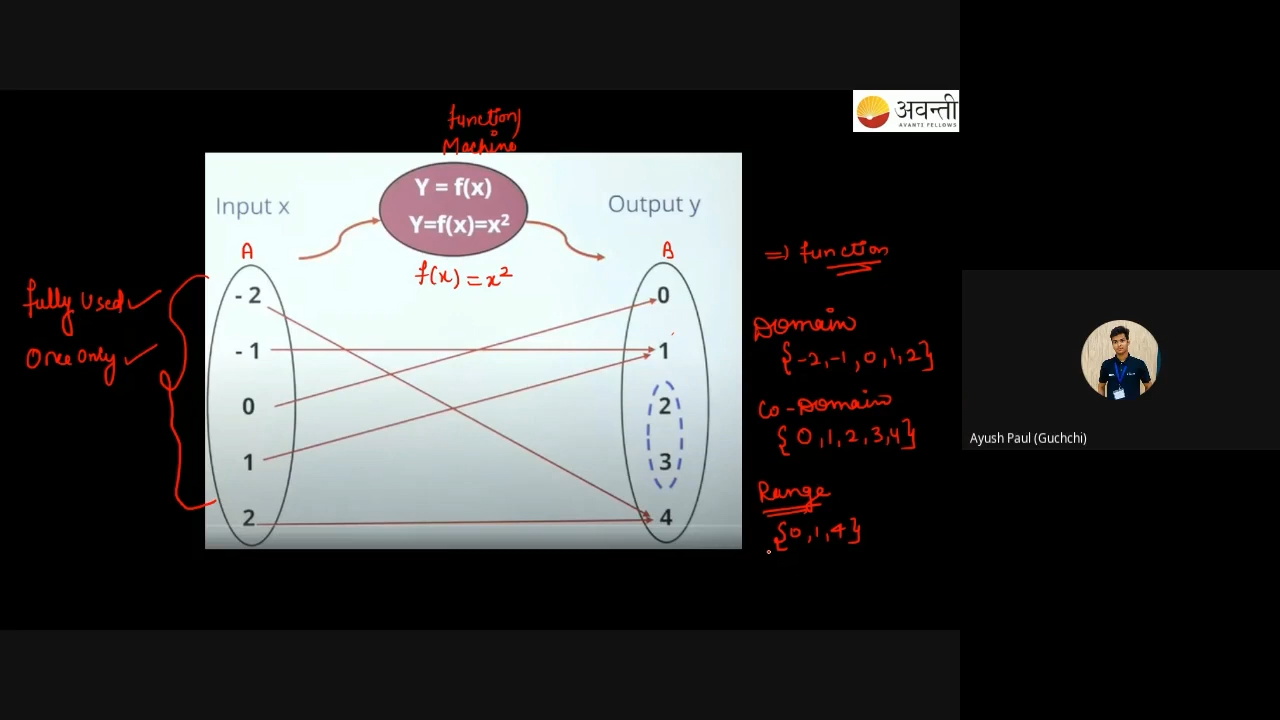 अवन्ती
AVANTI FELLOWS
function
Machine
Y = f(x)
Y=f(x)=x²
f(x) = x²
Input x
Output y
A
B
- 2
- 1
0
1
2
0
1
2
3
4
fully used ✓
Once Only ✓
=) function
Domain
{-2,-1,0,1,2}
Co-Domain
{0,1,2,3,4}
Range
{0,1,4}
Ayush Paul (Guchchi)